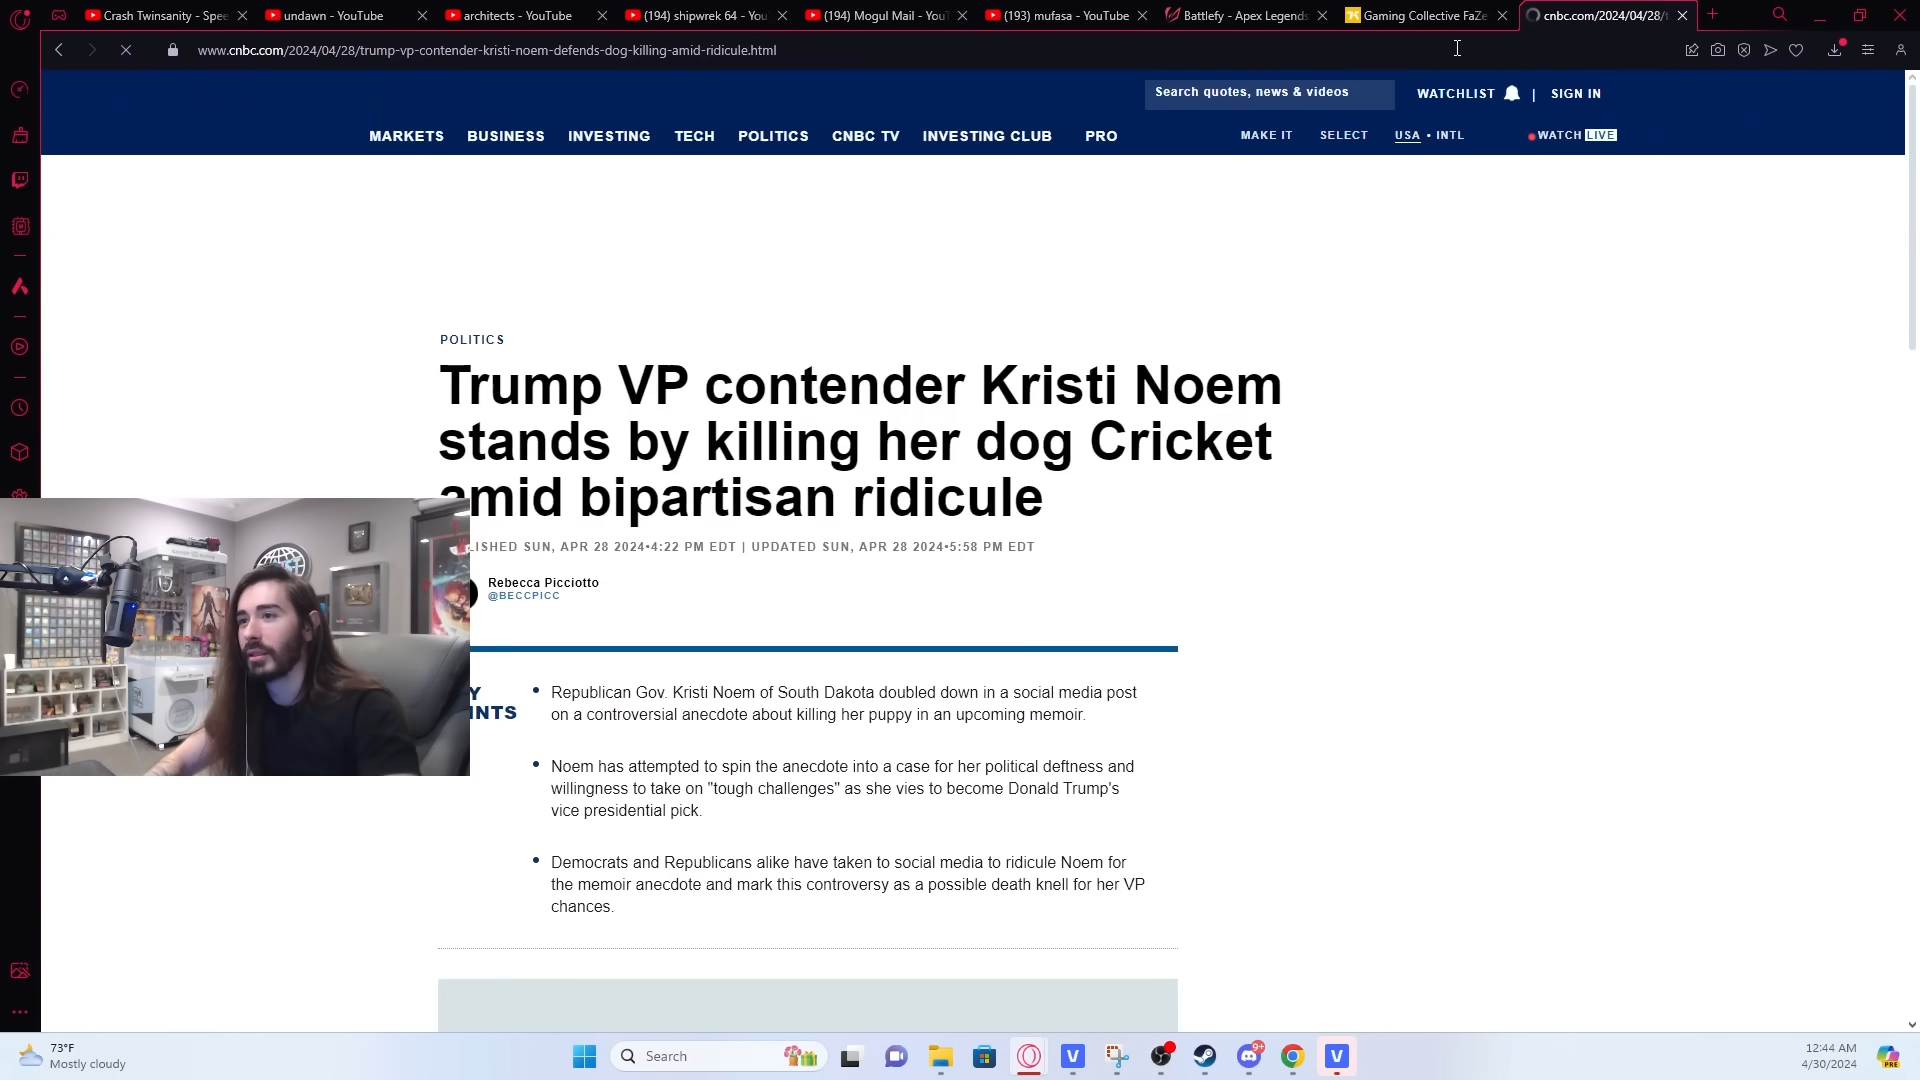 Crash Twinsanity - Spee
undawn - YouTube
architects - YouTube
(194) shipwrek 64 - You
(194) Mogul Mail - YouT
(193) mufasa - YouTube
Battlefy - Apex Legends
Gaming Collective FaZe
cnbc.com/2024/04/28/t
www.cnbc.com/2024/04/28/trump-vp-contender-kristi-noem-defends-dog-killing-amid-ridicule.html
Search quotes, news & videos
WATCHLIST | SIGN IN
MARKETS BUSINESS INVESTING TECH POLITICS CNBC TV INVESTING CLUB PRO
MAKE IT SELECT USA • INTL WATCH LIVE
POLITICS
Trump VP contender Kristi Noem
stands by killing her dog Cricket
amid bipartisan ridicule
LISHED SUN, APR 28 2024•4:22 PM EDT | UPDATED SUN, APR 28 2024•5:58 PM EDT
Rebecca Picciotto
@BECCPICC
Y
INTS
• Republican Gov. Kristi Noem of South Dakota doubled down in a social media post
on a controversial anecdote about killing her puppy in an upcoming memoir.
• Noem has attempted to spin the anecdote into a case for her political deftness and
willingness to take on "tough challenges" as she vies to become Donald Trump's
vice presidential pick.
• Democrats and Republicans alike have taken to social media to ridicule Noem for
the memoir anecdote and mark this controversy as a possible death knell for her VP
chances.
73°F
Mostly cloudy
Search
9+
12:44 AM
4/30/2024
PRE